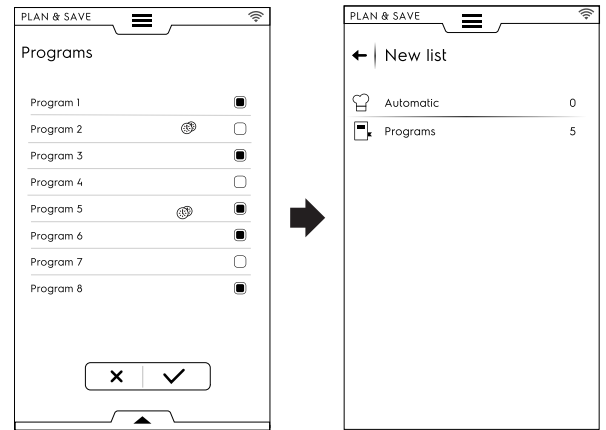 PLAN & SAVE
Programs
Program 1
Program 2
Program 3
Program 4
Program 5
Program 6
Program 7
Program 8
PLAN & SAVE
New list
Automatic 0
Programs 5